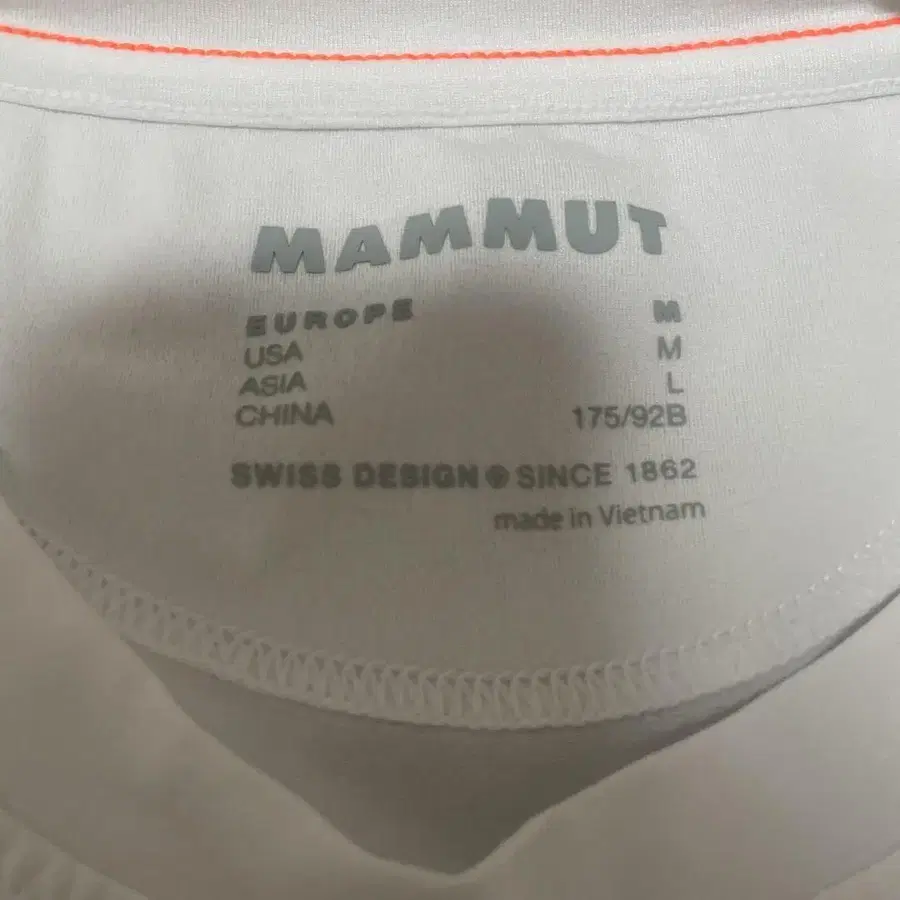 MAMMUT
EUROPE M
USA M
ASIA L
CHINA 175/92B
SWISS DESIGN SINCE 1862
made in Vietnam